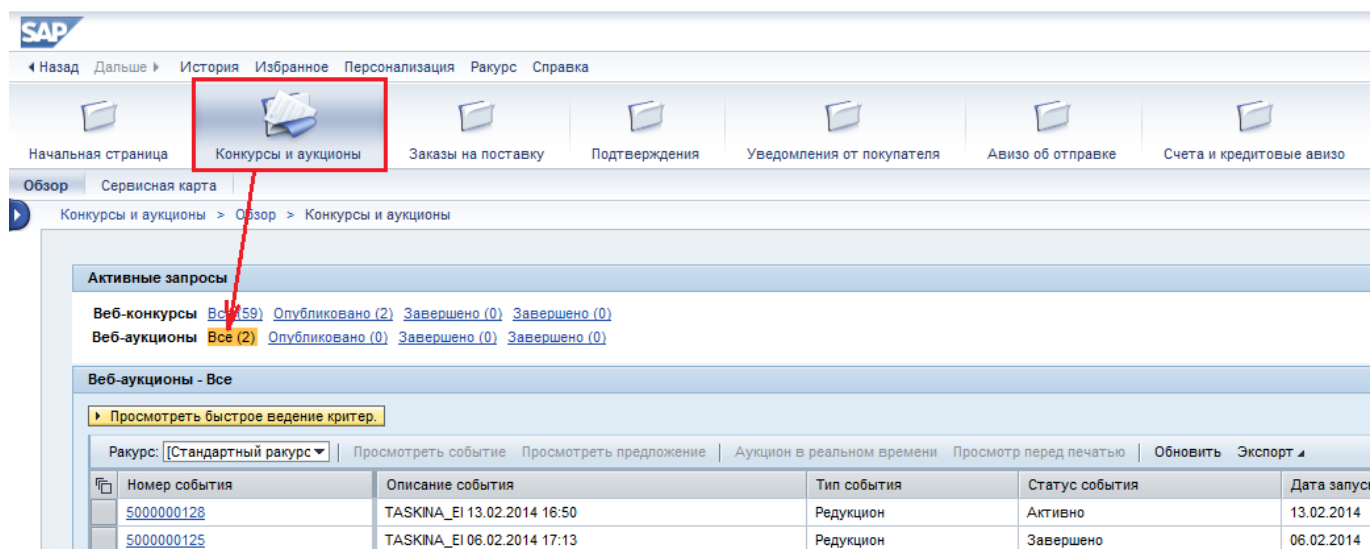 SAP
Назад Дальше История Избранное Персонализация Ракурс Справка
Начальная страница Конкурсы и аукционы Заказы на поставку Подтверждения Уведомления от покупателя Авизо об отправке Счета и кредитовые авизо
Обзор Сервисная карта
Конкурсы и аукционы > Обзор > Конкурсы и аукционы
Активные запросы
Веб-конкурсы Все (59) Опубликовано (2) Завершено (0) Завершено (0)
Веб-аукционы Все (2) Опубликовано (0) Завершено (0) Завершено (0)
Веб-аукционы - Все
Просмотреть быстрое ведение критер.
Ракурс: [Стандартный ракурс Просмотреть событие Просмотреть предложение Аукцион в реальном времени Просмотр перед печатью Обновить Экспорт
Номер события Описание события Тип события Статус события Дата запус
5000000128 TASKINA_EI 13.02.2014 16:50 Редукцион Активно 13.02.2014
5000000125 TASKINA_EI 06.02.2014 17:13 Редукцион Завершено 06.02.2014